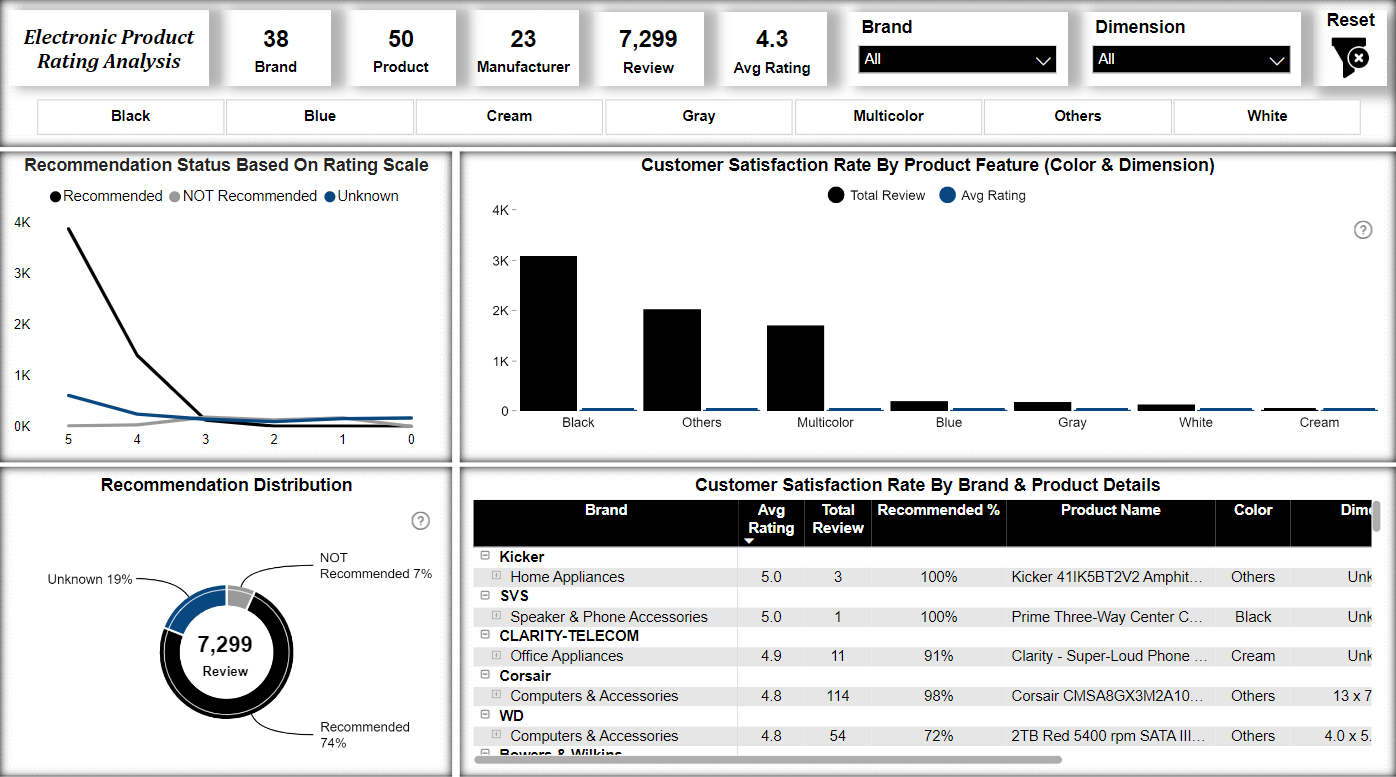 Electronic Product
Rating Analysis
38
Brand
50
Product
23
Manufacturer
7,299
Review
4.3
Avg Rating
Brand
All
Dimension
All
Reset
Black
Blue
Cream
Gray
Multicolor
Others
White
Recommendation Status Based On Rating Scale
Recommended NOT Recommended Unknown
4K
3K
2K
1K
0K
5 4 3 2 1 0
Customer Satisfaction Rate By Product Feature (Color & Dimension)
Total Review Avg Rating
?
4K
3K
2K
1K
0
Black Others Multicolor Blue Gray White Cream
Recommendation Distribution
?
NOT
Recommended 7%
Unknown 19%
7,299
Review
Recommended
74%
Customer Satisfaction Rate By Brand & Product Details
Brand Avg Rating Total Review Recommended % Product Name Color Dime
Kicker
Home Appliances 5.0 3 100% Kicker 41IK5BT2V2 Amphit... Others Unk
SVS
Speaker & Phone Accessories 5.0 1 100% Prime Three-Way Center C... Black Unk
CLARITY-TELECOM
Office Appliances 4.9 11 91% Clarity - Super-Loud Phone ... Cream Unk
Corsair
Computers & Accessories 4.8 114 98% Corsair CMSA8GX3M2A10... Others 13 x 7
WD
Computers & Accessories 4.8 54 72% 2TB Red 5400 rpm SATA III... Others 4.0 x 5.
Bowers & Wilkins